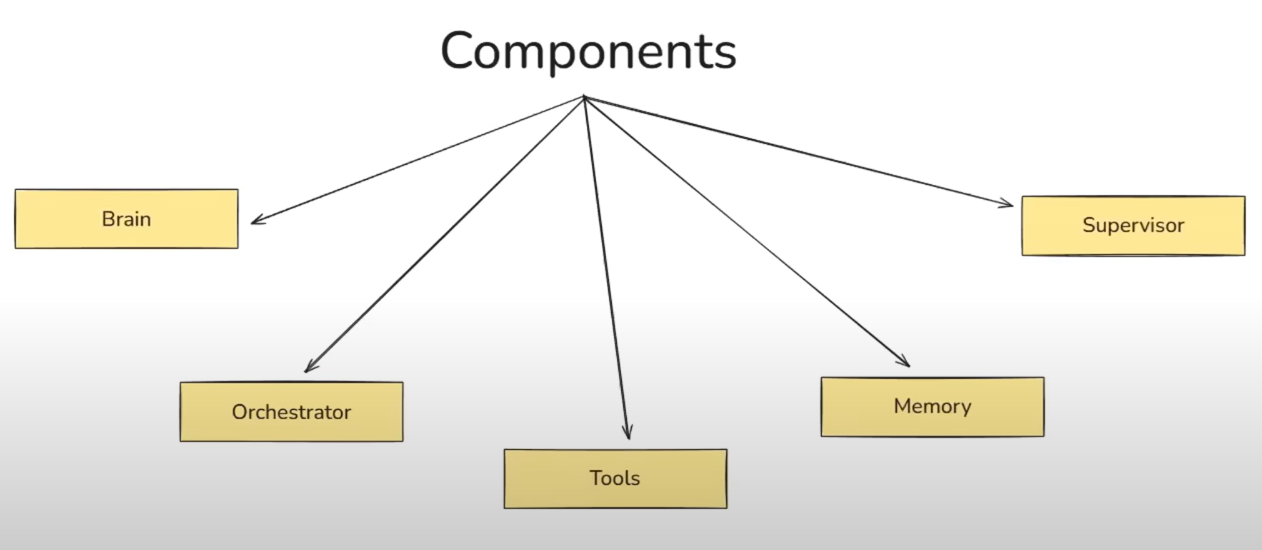 Components
Brain
Supervisor
Orchestrator
Memory
Tools